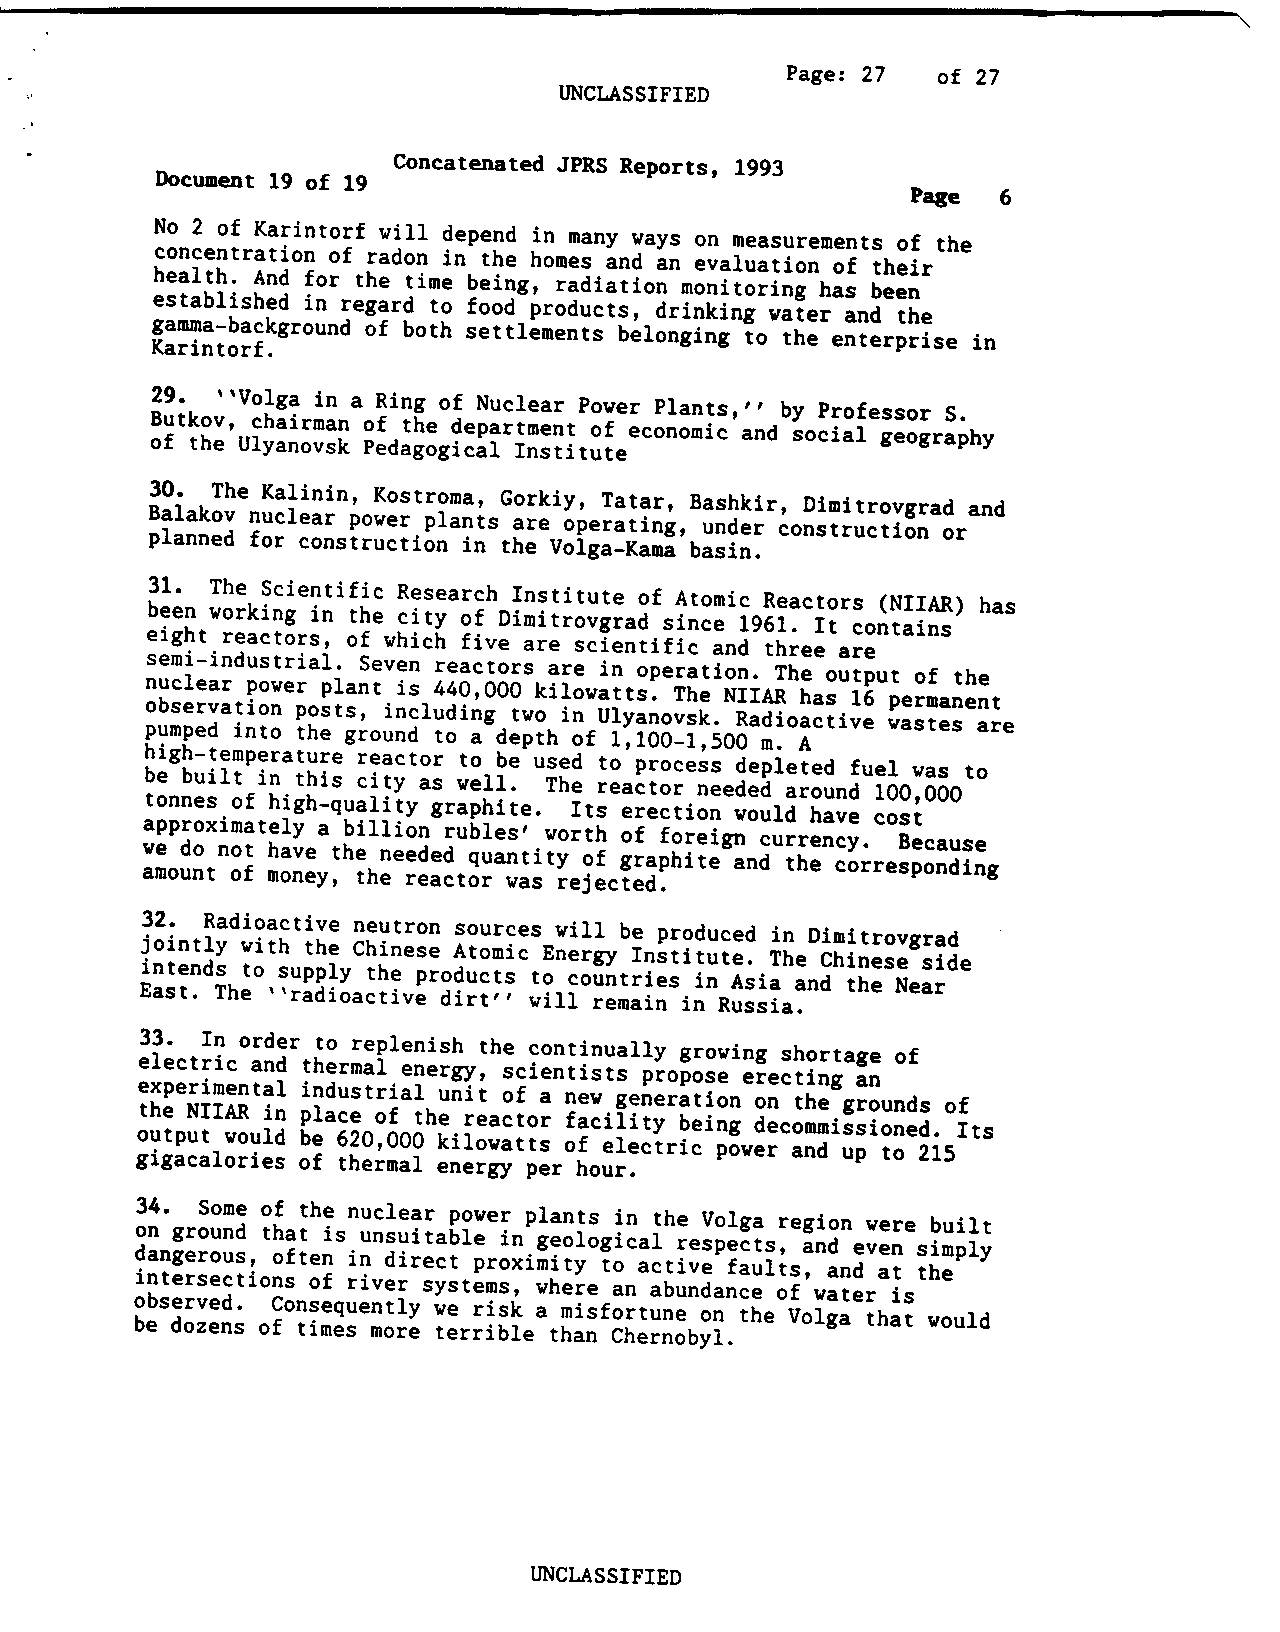 Page: 27 of 27
UNCLASSIFIED
Concatenated JPRS Reports, 1993
Document 19 of 19
Page 6
No 2 of Karintorf will depend in many ways on measurements of the
concentration of radon in the homes and an evaluation of their
health. And for the time being, radiation monitoring has been
established in regard to food products, drinking water and the
gamma-background of both settlements belonging to the enterprise in
Karintorf.
29. ‘‘Volga in a Ring of Nuclear Power Plants,’’ by Professor S.
Butkov, chairman of the department of economic and social geography
of the Ulyanovsk Pedagogical Institute
30. The Kalinin, Kostroma, Gorkiy, Tatar, Bashkir, Dimitrovgrad and
Balakov nuclear power plants are operating, under construction or
planned for construction in the Volga-Kama basin.
31. The Scientific Research Institute of Atomic Reactors (NIIAR) has
been working in the city of Dimitrovgrad since 1961. It contains
eight reactors, of which five are scientific and three are
semi-industrial. Seven reactors are in operation. The output of the
nuclear power plant is 440,000 kilowatts. The NIIAR has 16 permanent
observation posts, including two in Ulyanovsk. Radioactive wastes are
pumped into the ground to a depth of 1,100-1,500 m. A
high-temperature reactor to be used to process depleted fuel was to
be built in this city as well. The reactor needed around 100,000
tonnes of high-quality graphite. Its erection would have cost
approximately a billion rubles' worth of foreign currency. Because
we do not have the needed quantity of graphite and the corresponding
amount of money, the reactor was rejected.
32. Radioactive neutron sources will be produced in Dimitrovgrad
jointly with the Chinese Atomic Energy Institute. The Chinese side
intends to supply the products to countries in Asia and the Near
East. The ‘‘radioactive dirt’’ will remain in Russia.
33. In order to replenish the continually growing shortage of
electric and thermal energy, scientists propose erecting an
experimental industrial unit of a new generation on the grounds of
the NIIAR in place of the reactor facility being decommissioned. Its
output would be 620,000 kilowatts of electric power and up to 215
gigacalories of thermal energy per hour.
34. Some of the nuclear power plants in the Volga region were built
on ground that is unsuitable in geological respects, and even simply
dangerous, often in direct proximity to active faults, and at the
intersections of river systems, where an abundance of water is
observed. Consequently we risk a misfortune on the Volga that would
be dozens of times more terrible than Chernobyl.
UNCLASSIFIED